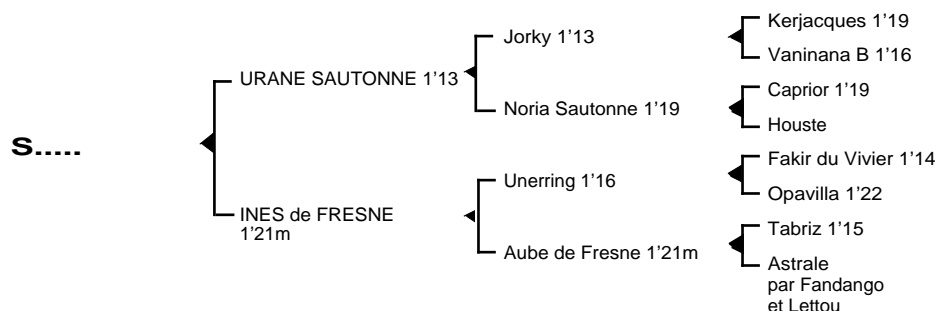 S.....
URANE SAUTONNE 1’13
INES de FRESNE
1’21m
Jorky 1’13
Noria Sautonne 1’19
Unerring 1’16
Aube de Fresne 1’21m
Kerjacques 1’19
Vaninana B 1’16
Caprior 1’19
Houste
Fakir du Vivier 1’14
Opavilla 1’22
Tabriz 1’15
Astrale
par Fandango
et Lettou